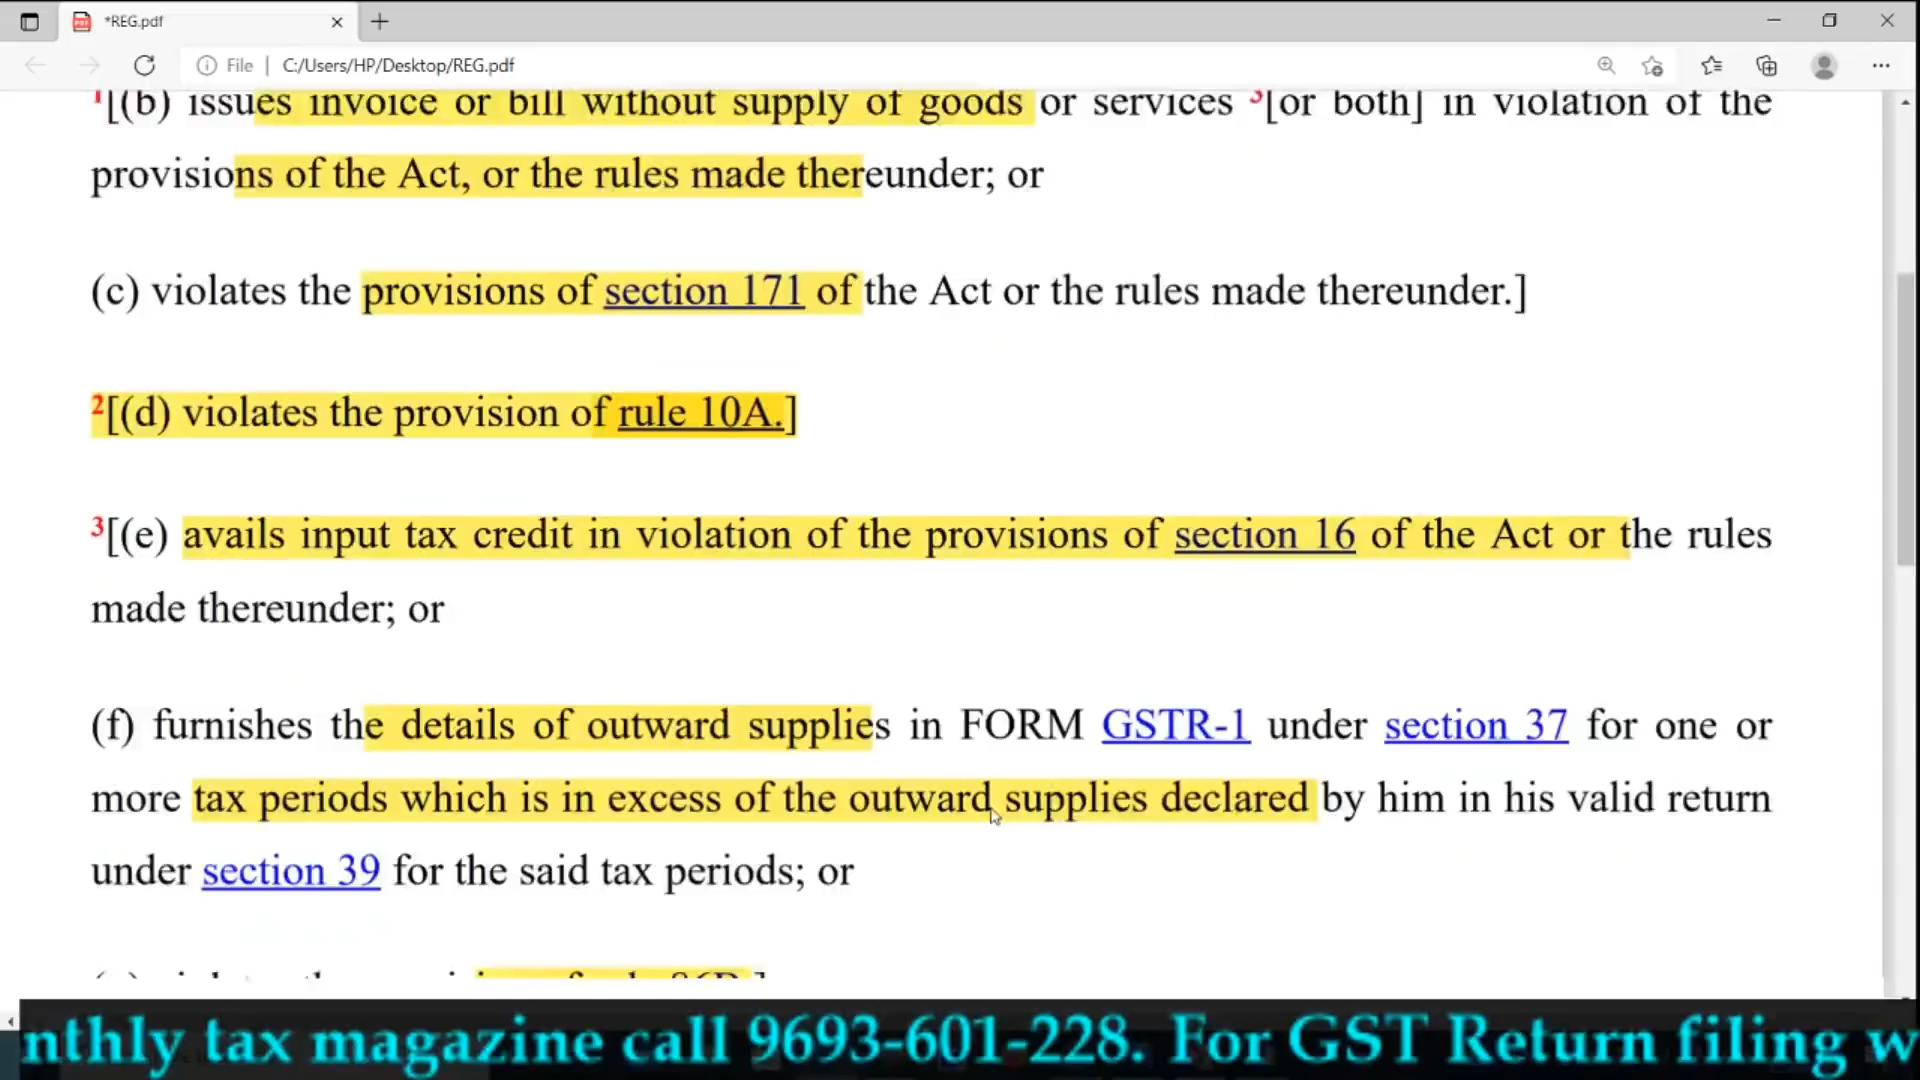 *REG.pdf
File | C:/Users/HP/Desktop/REG.pdf
1[(b) issues invoice or bill without supply of goods or services 3[or both] in violation of the
provisions of the Act, or the rules made thereunder; or
(c) violates the provisions of section 171 of the Act or the rules made thereunder.]
2[(d) violates the provision of rule 10A.]
3[(e) avails input tax credit in violation of the provisions of section 16 of the Act or the rules
made thereunder; or
(f) furnishes the details of outward supplies in FORM GSTR-1 under section 37 for one or
more tax periods which is in excess of the outward supplies declared by him in his valid return
under section 39 for the said tax periods; or
nthly tax magazine call 9693-601-228. For GST Return filing w